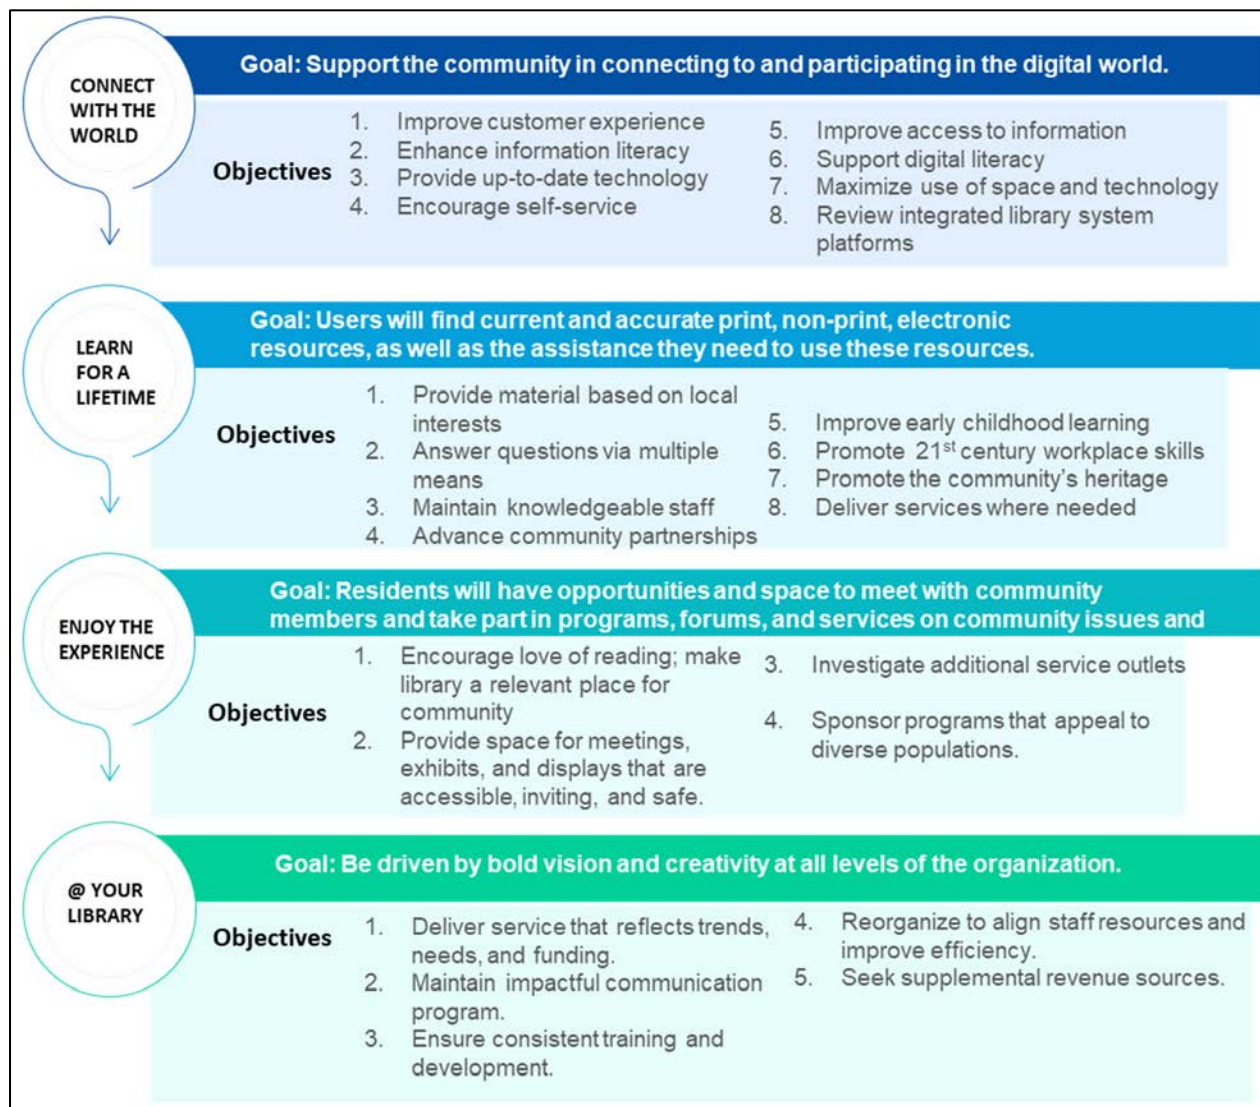 CONNECT
WITH THE
WORLD
Goal: Support the community in connecting to and participating in the digital world.
Objectives
1. Improve customer experience
2. Enhance information literacy
3. Provide up-to-date technology
4. Encourage self-service
5. Improve access to information
6. Support digital literacy
7. Maximize use of space and technology
8. Review integrated library system
platforms
LEARN
FOR A
LIFETIME
Goal: Users will find current and accurate print, non-print, electronic
resources, as well as the assistance they need to use these resources.
Objectives
1. Provide material based on local
interests
2. Answer questions via multiple
means
3. Maintain knowledgeable staff
4. Advance community partnerships
5. Improve early childhood learning
6. Promote 21st century workplace skills
7. Promote the community's heritage
8. Deliver services where needed
ENJOY THE
EXPERIENCE
Goal: Residents will have opportunities and space to meet with community
members and take part in programs, forums, and services on community issues and
Objectives
1. Encourage love of reading; make
library a relevant place for
community
2. Provide space for meetings,
exhibits, and displays that are
accessible, inviting, and safe.
3. Investigate additional service outlets
4. Sponsor programs that appeal to
diverse populations.
@ YOUR
LIBRARY
Goal: Be driven by bold vision and creativity at all levels of the organization.
Objectives
1. Deliver service that reflects trends,
needs, and funding.
2. Maintain impactful communication
program.
3. Ensure consistent training and
development.
4. Reorganize to align staff resources and
improve efficiency.
5. Seek supplemental revenue sources.